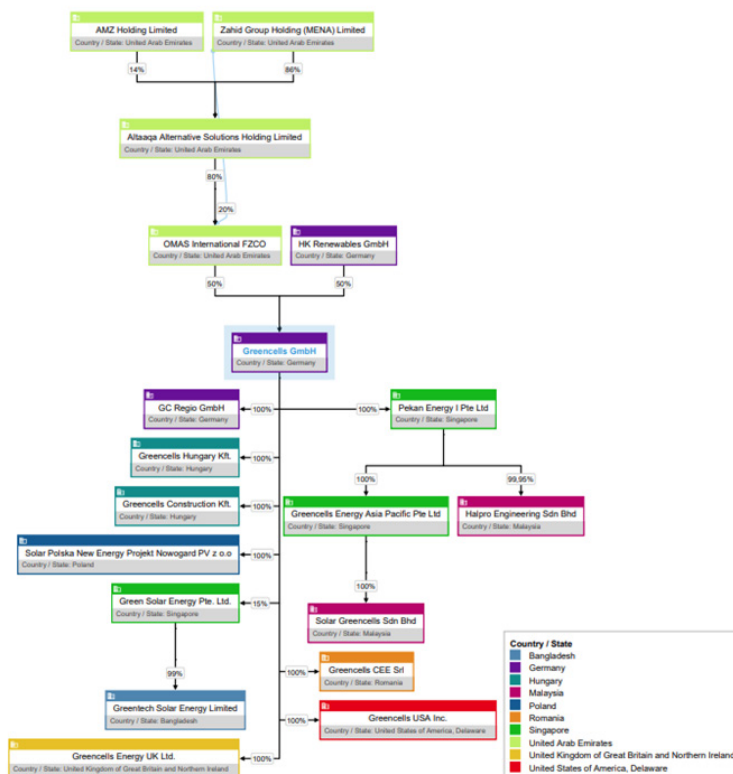 AMZ Holding Limited
Country / State: United Arab Emirates
Zahid Group Holding (MENA) Limited
Country / State: United Arab Emirates
14%
86%
Altaaqa Alternative Solutions Holding Limited
Country / State: United Arab Emirates
80%
20%
OMAS International FZCO
Country / State: United Arab Emirates
HK Renewables GmbH
Country / State: Germany
50%
50%
Greencells GmbH
Country / State: Germany
GC Regio GmbH
Country / State: Germany
100%
100%
Pekan Energy I Pte Ltd
Country / State: Singapore
Greencells Hungary Kft.
Country / State: Hungary
100%
100%
99,95%
Greencells Construction Kft.
Country / State: Hungary
100%
Greencells Energy Asia Pacific Pte Ltd
Country / State: Singapore
Halpro Engineering Sdn Bhd
Country / State: Malaysia
Solar Polska New Energy Projekt Nowogard PV z o.o
Country / State: Poland
100%
100%
Green Solar Energy Pte. Ltd.
Country / State: Singapore
15%
Solar Greencells Sdn Bhd
Country / State: Malaysia
99%
100%
Greencells CEE Srl
Country / State: Romania
Greentech Solar Energy Limited
Country / State: Bangladesh
100%
Greencells USA Inc.
Country / State: United States of America, Delaware
Greencells Energy UK Ltd.
Country / State: United Kingdom of Great Britain and Northern Ireland
100%
Country / State
Bangladesh
Germany
Hungary
Malaysia
Poland
Romania
Singapore
United Arab Emirates
United Kingdom of Great Britain and Northern Ireland
United States of America, Delaware